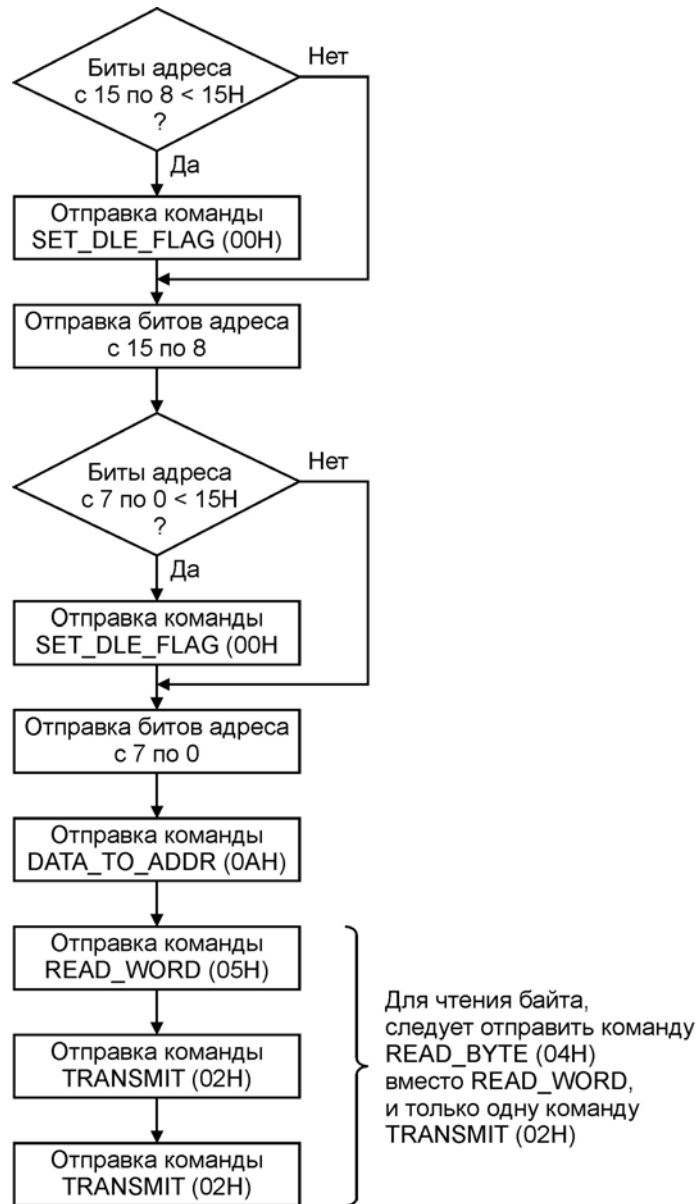 Биты адреса
с 15 по 8 < 15H
?
Нет
Да
Отправка команды
SET_DLE_FLAG (00H)
Отправка битов адреса
с 15 по 8
Биты адреса
с 7 по 0 < 15H
?
Нет
Да
Отправка команды
SET_DLE_FLAG (00H
Отправка битов адреса
с 7 по 0
Отправка команды
DATA_TO_ADDR (0AH)
Отправка команды
READ_WORD (05H)
Отправка команды
TRANSMIT (02H)
Отправка команды
TRANSMIT (02H)
Для чтения байта,
следует отправить команду
READ_BYTE (04H)
вместо READ_WORD,
и только одну команду
TRANSMIT (02H)